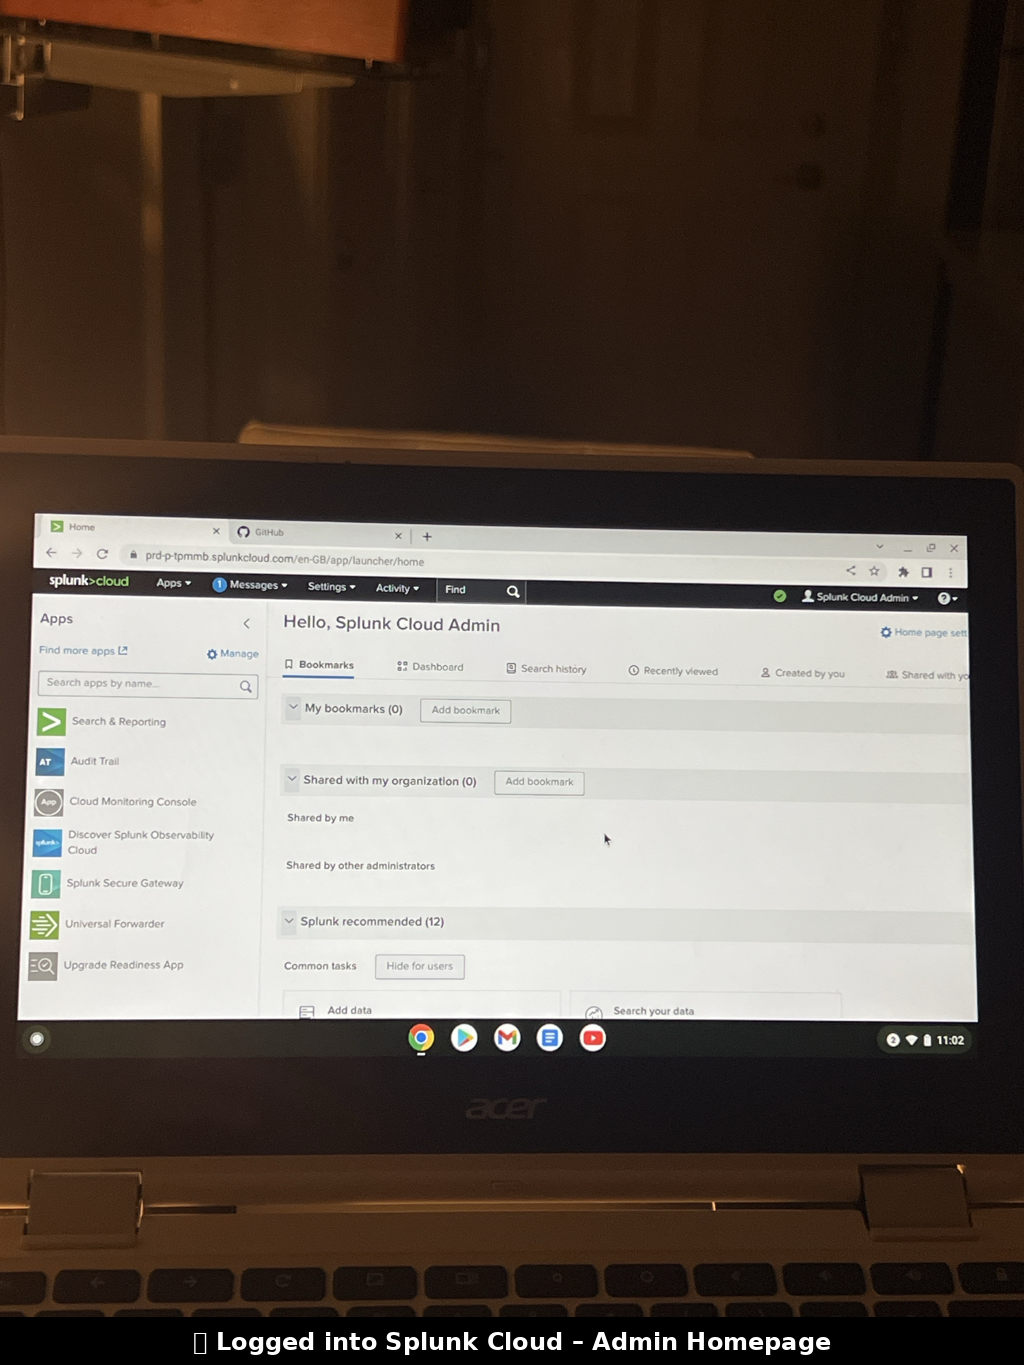 Home
GitHub
prd-p-tpmmb.splunkcloud.com/en-GB/app/launcher/home
splunk>cloud Apps 1 Messages Settings Activity Find Splunk Cloud Admin ?
Apps
Find more apps Manage
Search apps by name...
Search & Reporting
AT Audit Trail
App Cloud Monitoring Console
splunk> Discover Splunk Observability
Cloud
Splunk Secure Gateway
Universal Forwarder
Upgrade Readiness App
Hello, Splunk Cloud Admin
Home page sett
Bookmarks Dashboard Search history Recently viewed Created by you Shared with yo
My bookmarks (0) Add bookmark
Shared with my organization (0) Add bookmark
Shared by me
Shared by other administrators
Splunk recommended (12)
Common tasks Hide for users
Add data Search your data
2 11:02
acer
Logged into Splunk Cloud – Admin Homepage